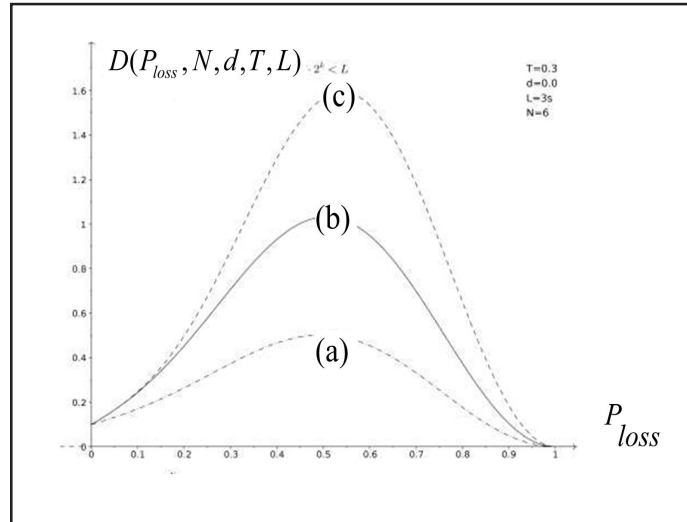 D(P_loss, N, d, T, L) · 2^k < L
T=0.3
d=0.0
L=3s
N=6
(c)
(b)
(a)
1.6
1.4
1.2
1
0.8
0.6
0.4
0.2
0
0 0.1 0.2 0.3 0.4 0.5 0.6 0.7 0.8 0.9 1
P_loss